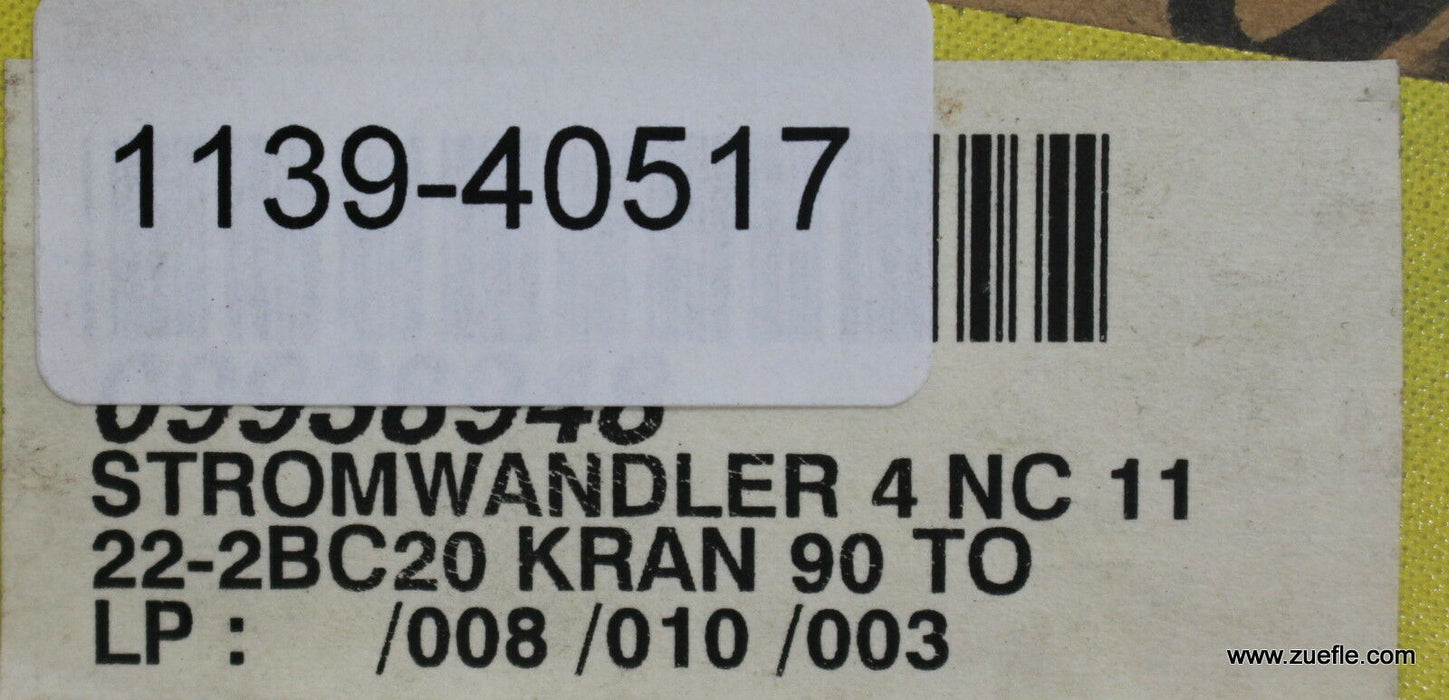 1139-40517
STROMWANDLER 4 NC 11
22-2BC20 KRAN 90 TO
LP : /008 /010 /003
www.zuefle.com